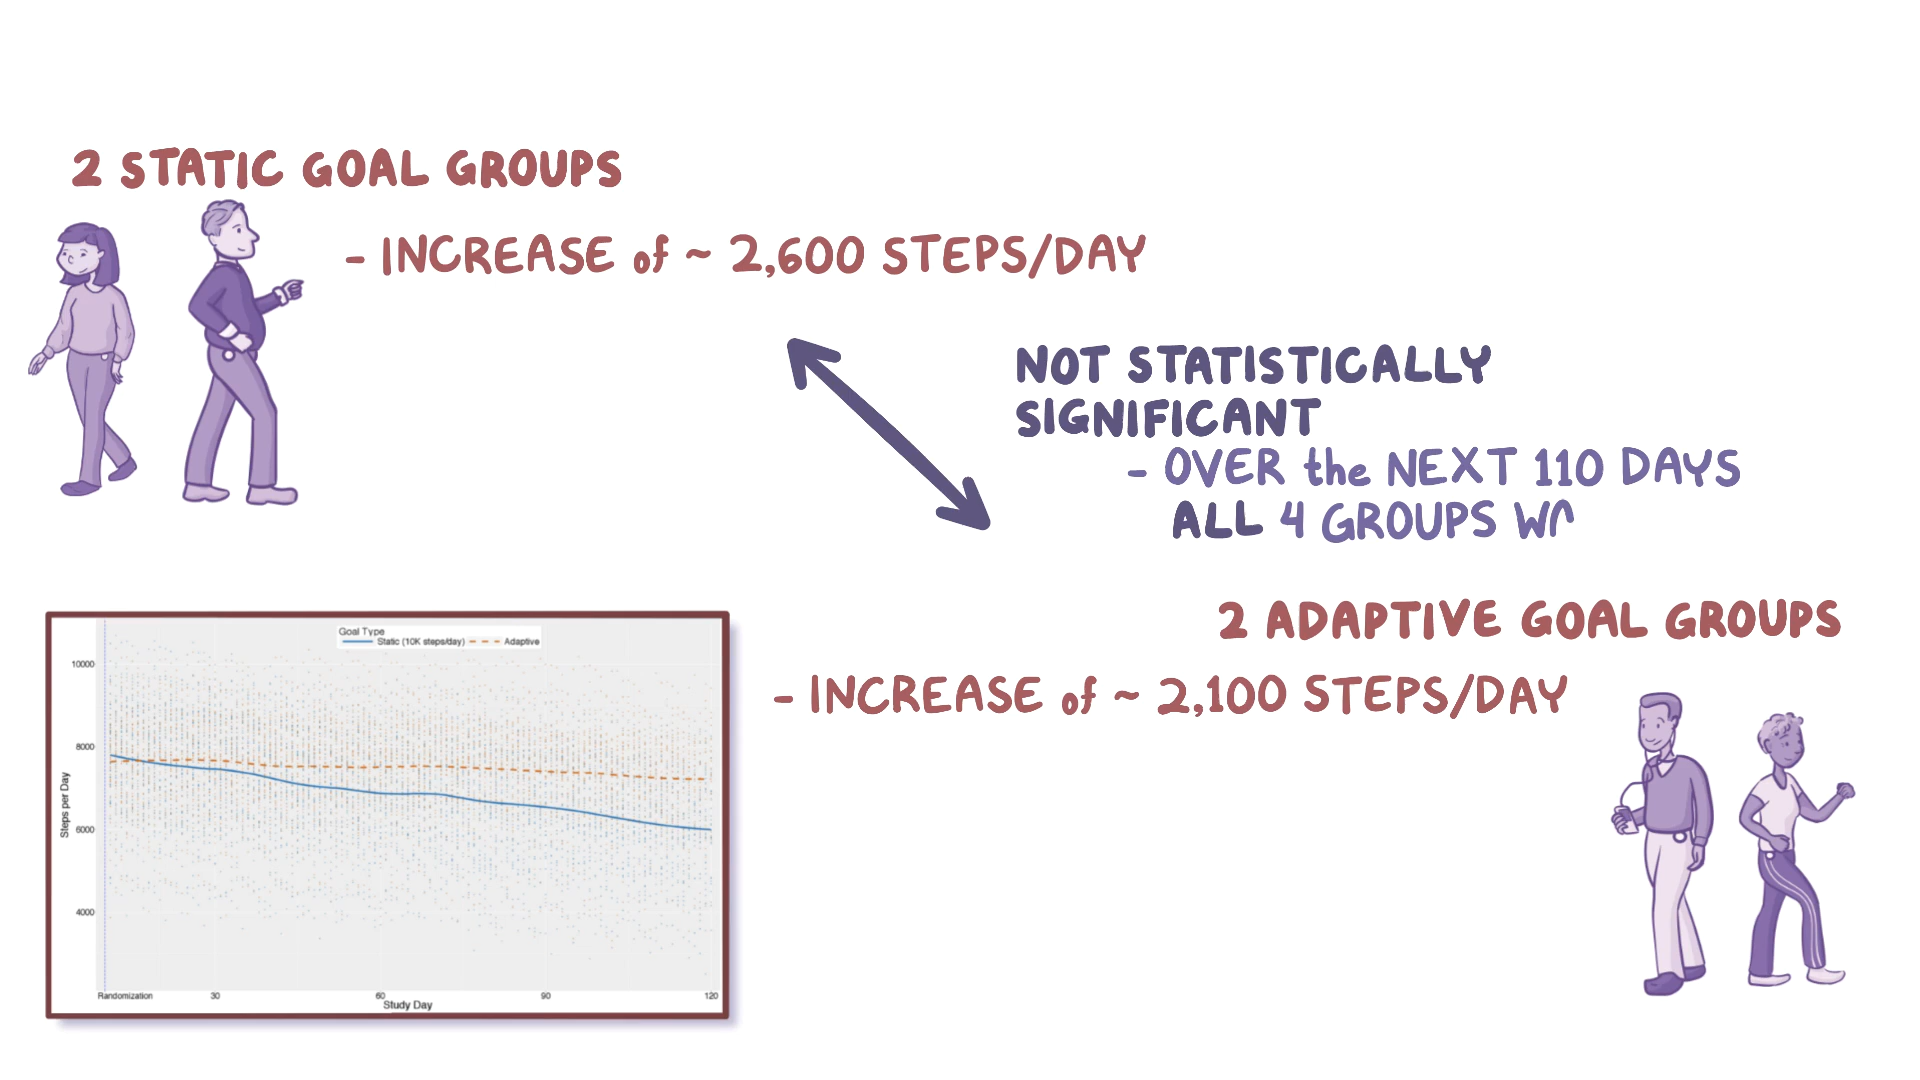 2 STATIC GOAL GROUPS
- INCREASE of ~ 2,600 STEPS/DAY
NOT STATISTICALLY
SIGNIFICANT
- OVER the NEXT 110 DAYS
ALL 4 GROUPS
2 ADAPTIVE GOAL GROUPS
- INCREASE of ~ 2,100 STEPS/DAY
Goal Type
Static (10K steps/day) Adaptive
10000
8000
6000
4000
Steps per Day
Randomization 30 60 90 120
Study Day